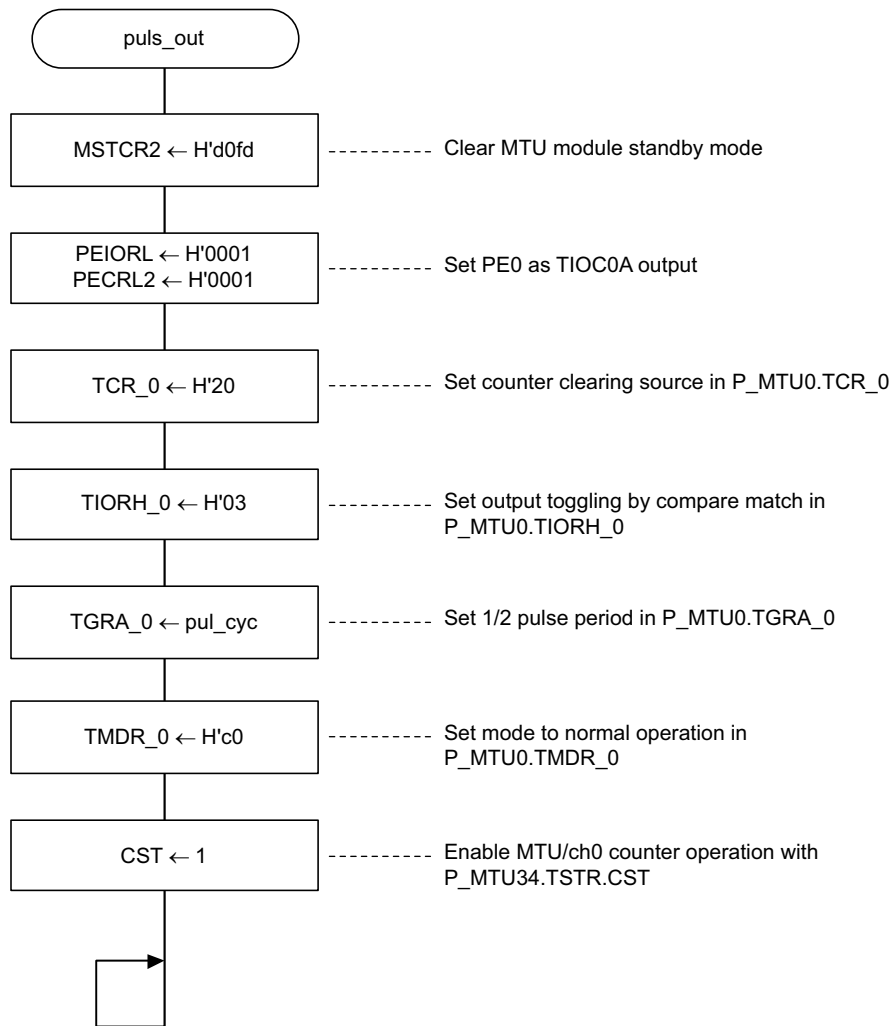 puls_out
MSTCR2 ← H'd0fd
Clear MTU module standby mode
PEIORL ← H'0001
PECRL2 ← H'0001
Set PE0 as TIOC0A output
TCR_0 ← H'20
Set counter clearing source in P_MTU0.TCR_0
TIORH_0 ← H'03
Set output toggling by compare match in
P_MTU0.TIORH_0
TGRA_0 ← pul_cyc
Set 1/2 pulse period in P_MTU0.TGRA_0
TMDR_0 ← H'c0
Set mode to normal operation in
P_MTU0.TMDR_0
CST ← 1
Enable MTU/ch0 counter operation with
P_MTU34.TSTR.CST